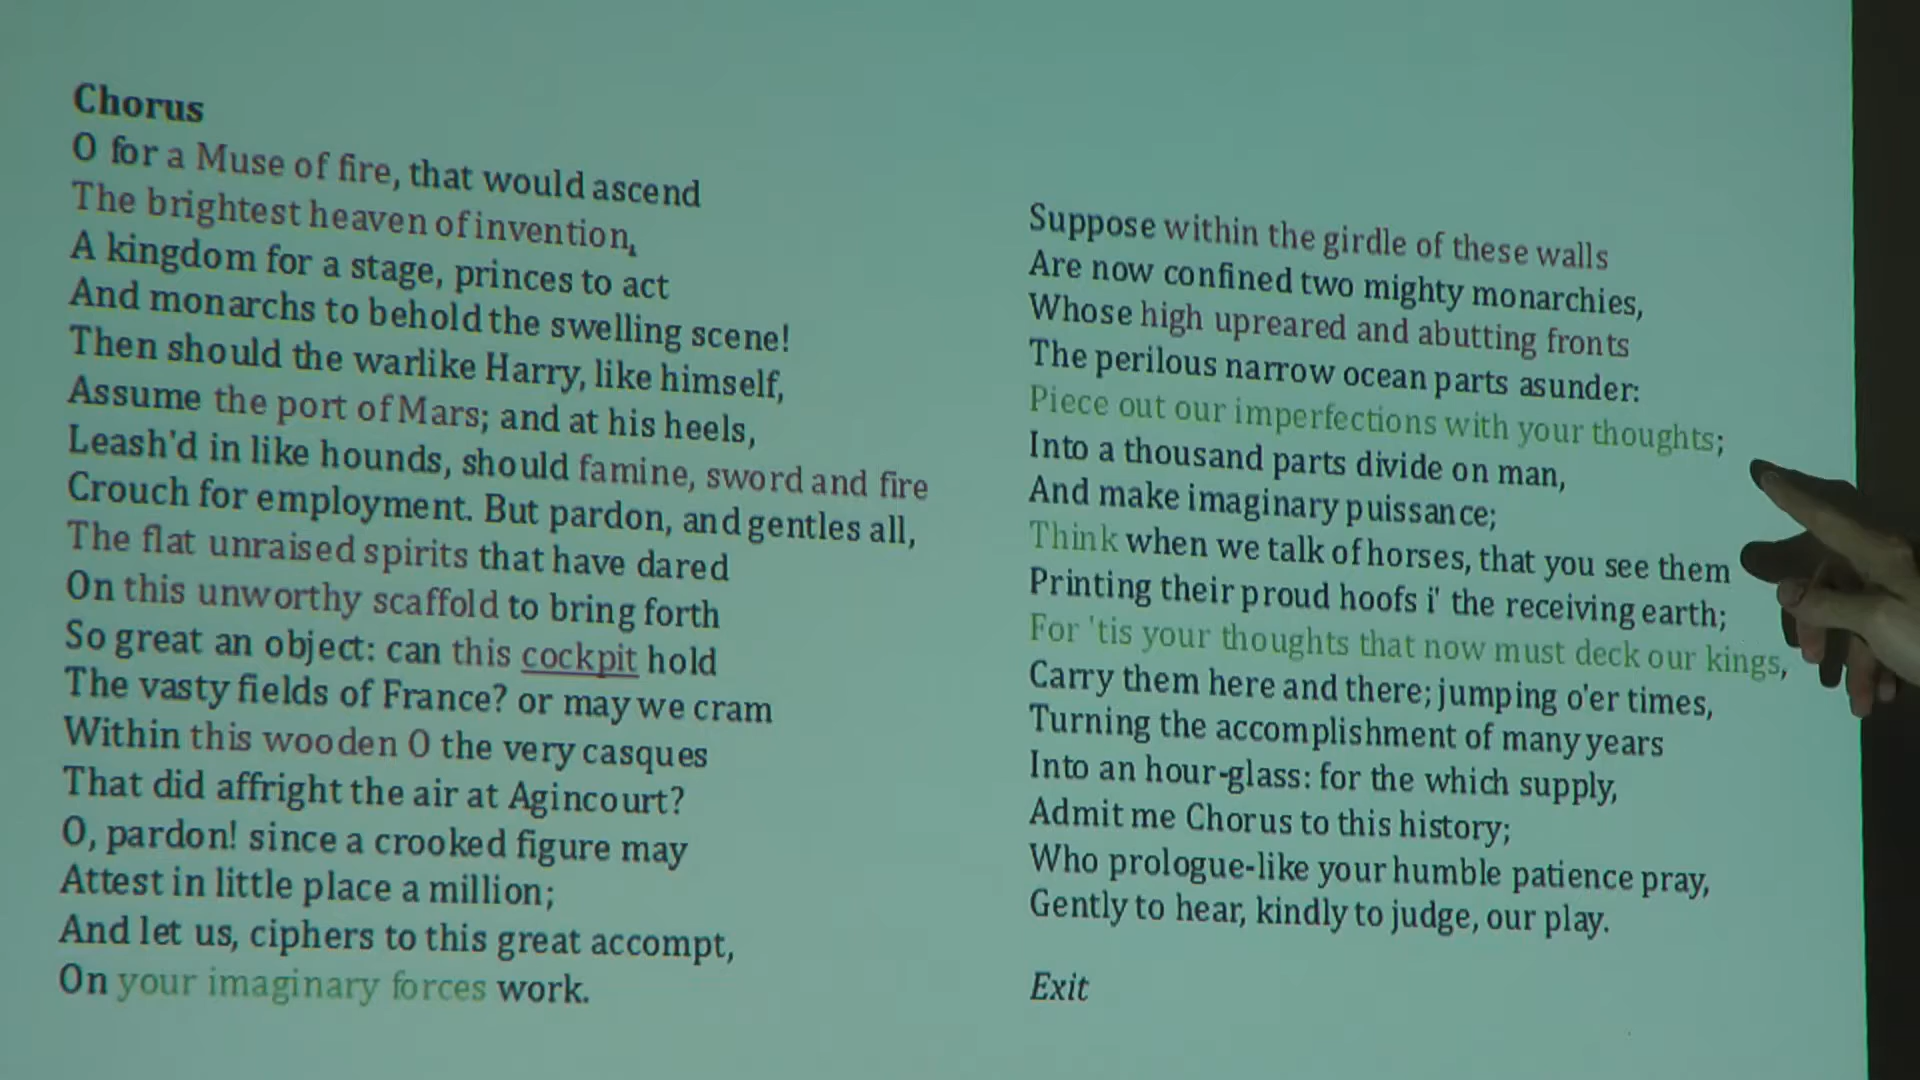 Chorus
O for a Muse of fire, that would ascend
The brightest heaven of invention,
A kingdom for a stage, princes to act
And monarchs to behold the swelling scene!
Then should the warlike Harry, like himself,
Assume the port of Mars; and at his heels,
Leash'd in like hounds, should famine, sword and fire
Crouch for employment. But pardon, and gentles all,
The flat unraised spirits that have dared
On this unworthy scaffold to bring forth
So great an object: can this cockpit hold
The vasty fields of France? or may we cram
Within this wooden O the very casques
That did affright the air at Agincourt?
O, pardon! since a crooked figure may
Attest in little place a million;
And let us, ciphers to this great accompt,
On your imaginary forces work.
Suppose within the girdle of these walls
Are now confined two mighty monarchies,
Whose high upreared and abutting fronts
The perilous narrow ocean parts asunder:
Piece out our imperfections with your thoughts;
Into a thousand parts divide on man,
And make imaginary puissance;
Think when we talk of horses, that you see them
Printing their proud hoofs i' the receiving earth;
For 'tis your thoughts that now must deck our kings,
Carry them here and there; jumping o'er times,
Turning the accomplishment of many years
Into an hour-glass: for the which supply,
Admit me Chorus to this history;
Who prologue-like your humble patience pray,
Gently to hear, kindly to judge, our play.
Exit